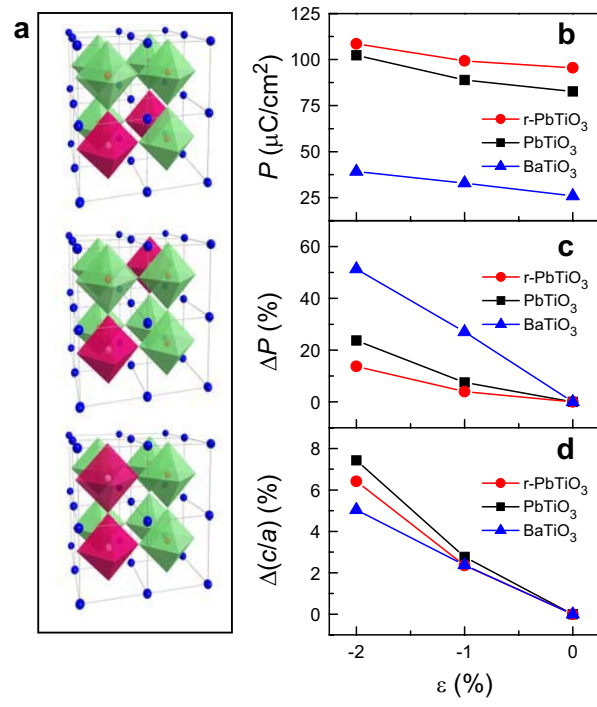 a
b
P (μC/cm²)
125
100
75
50
25
r-PbTiO₃
PbTiO₃
BaTiO₃
c
ΔP (%)
60
40
20
0
r-PbTiO₃
PbTiO₃
BaTiO₃
d
Δ(c/a) (%)
8
6
4
2
0
r-PbTiO₃
PbTiO₃
BaTiO₃
-2 -1 0
ε (%)